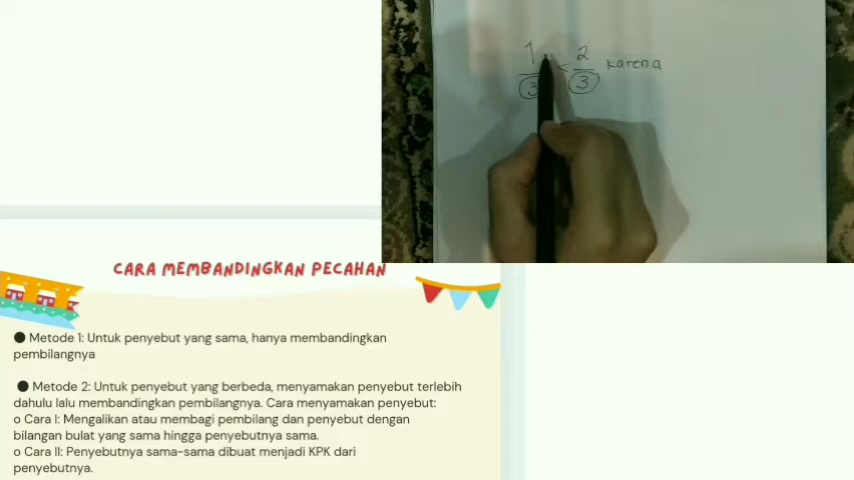 1 < 2 karena
3 3
CARA MEMBANDINGKAN PECAHAN
● Metode 1: Untuk penyebut yang sama, hanya membandingkan
pembilangnya
● Metode 2: Untuk penyebut yang berbeda, menyamakan penyebut terlebih
dahulu lalu membandingkan pembilangnya. Cara menyamakan penyebut:
o Cara I: Mengalikan atau membagi pembilang dan penyebut dengan
bilangan bulat yang sama hingga penyebutnya sama.
o Cara II: Penyebutnya sama-sama dibuat menjadi KPK dari
penyebutnya.